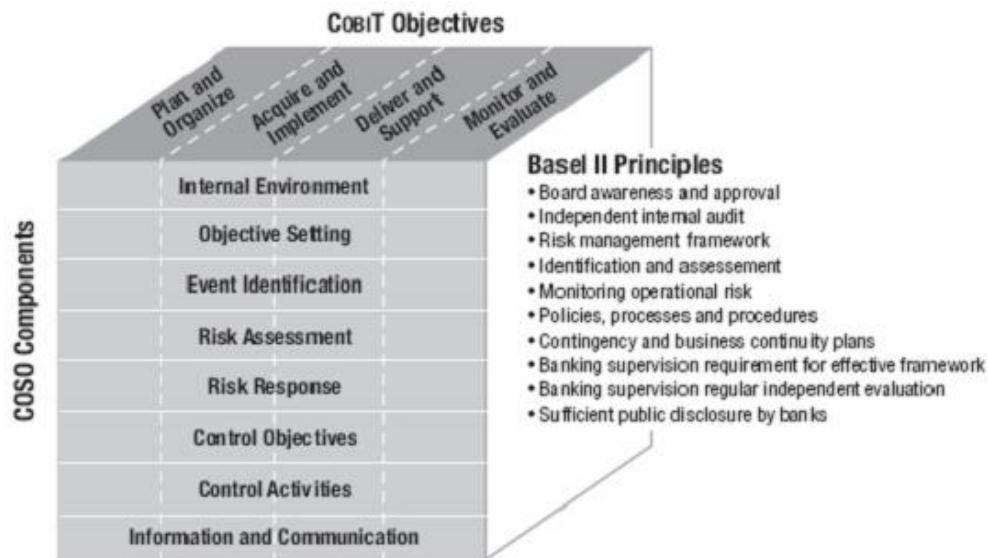 COBIT Objectives
Plan and
Organize
Acquire and
Implement
Deliver and
Support
Monitor and
Evaluate
COSO Components
Internal Environment
Objective Setting
Event Identification
Risk Assessment
Risk Response
Control Objectives
Control Activities
Information and Communication
Basel II Principles
• Board awareness and approval
• Independent internal audit
• Risk management framework
• Identification and assessement
• Monitoring operational risk
• Policies, processes and procedures
• Contingency and business continuity plans
• Banking supervision requirement for effective framework
• Banking supervision regular independent evaluation
• Sufficient public disclosure by banks